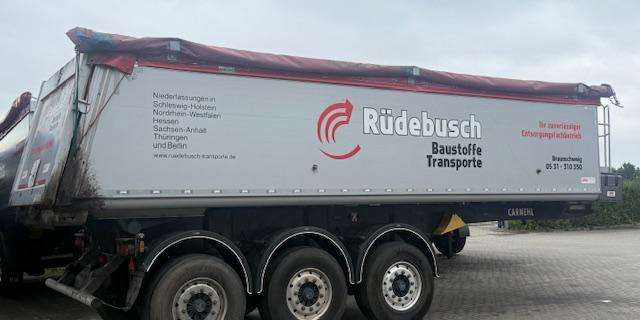 Niederlassungen in
Schleswig-Holstein
Nordrhein-Westfalen
Hessen
Sachsen-Anhalt
Thüringen
und Berlin
www.ruedebusch-transporte.de
Rüdebusch
Baustoffe
Transporte
Ihr zuverlässiger
Entsorgungsfachbetrieb
Braunschweig
05 31 - 310 550
CARNEHL